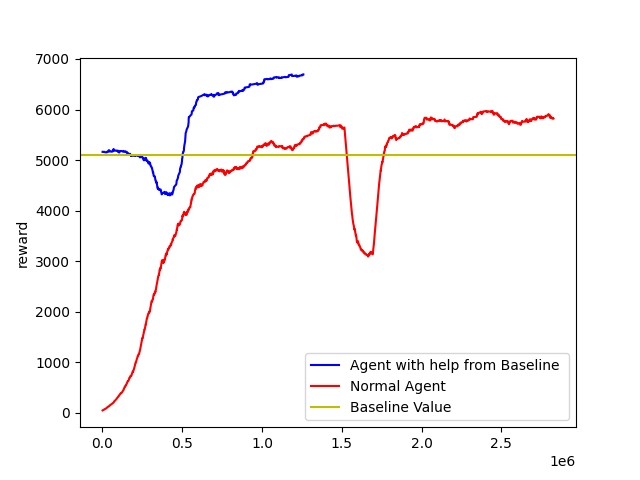 7000
6000
5000
4000
3000
2000
1000
0
reward
0.0 0.5 1.0 1.5 2.0 2.5
1e6
Agent with help from Baseline
Normal Agent
Baseline Value